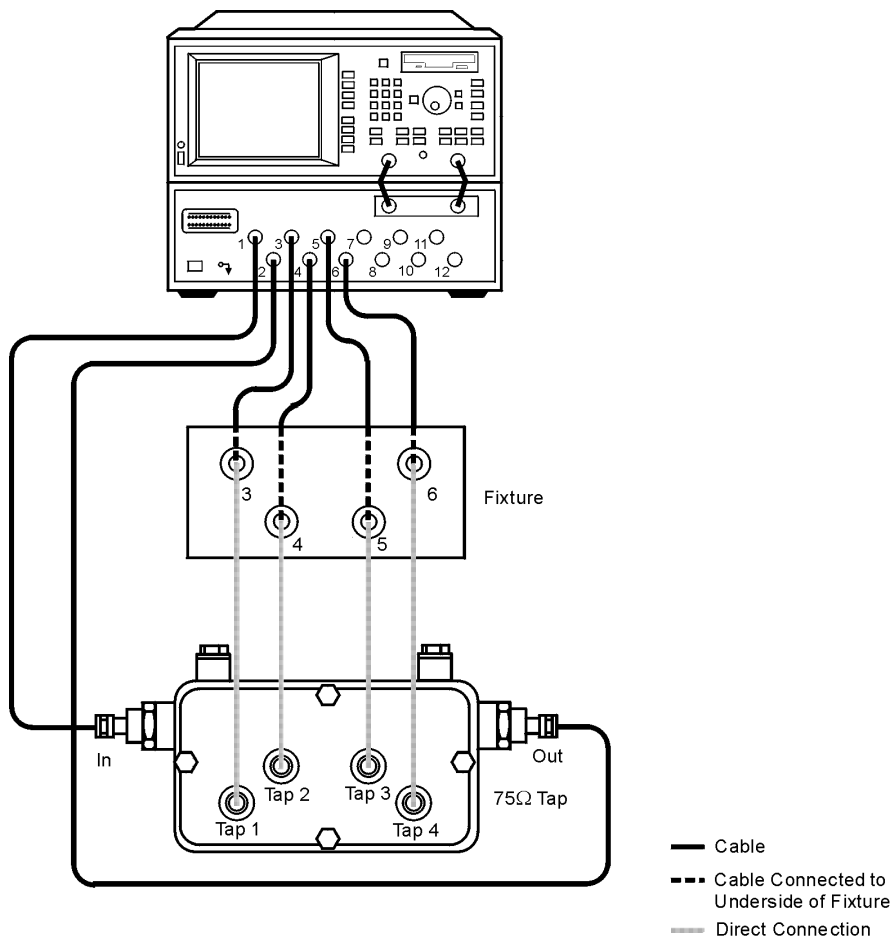 1 3 5 7 9 11
2 4 6 8 10 12
3 6
Fixture
4 5
In
Out
Tap 2 Tap 3
75Ω Tap
Tap 1 Tap 4
Cable
Cable Connected to
Underside of Fixture
Direct Connection